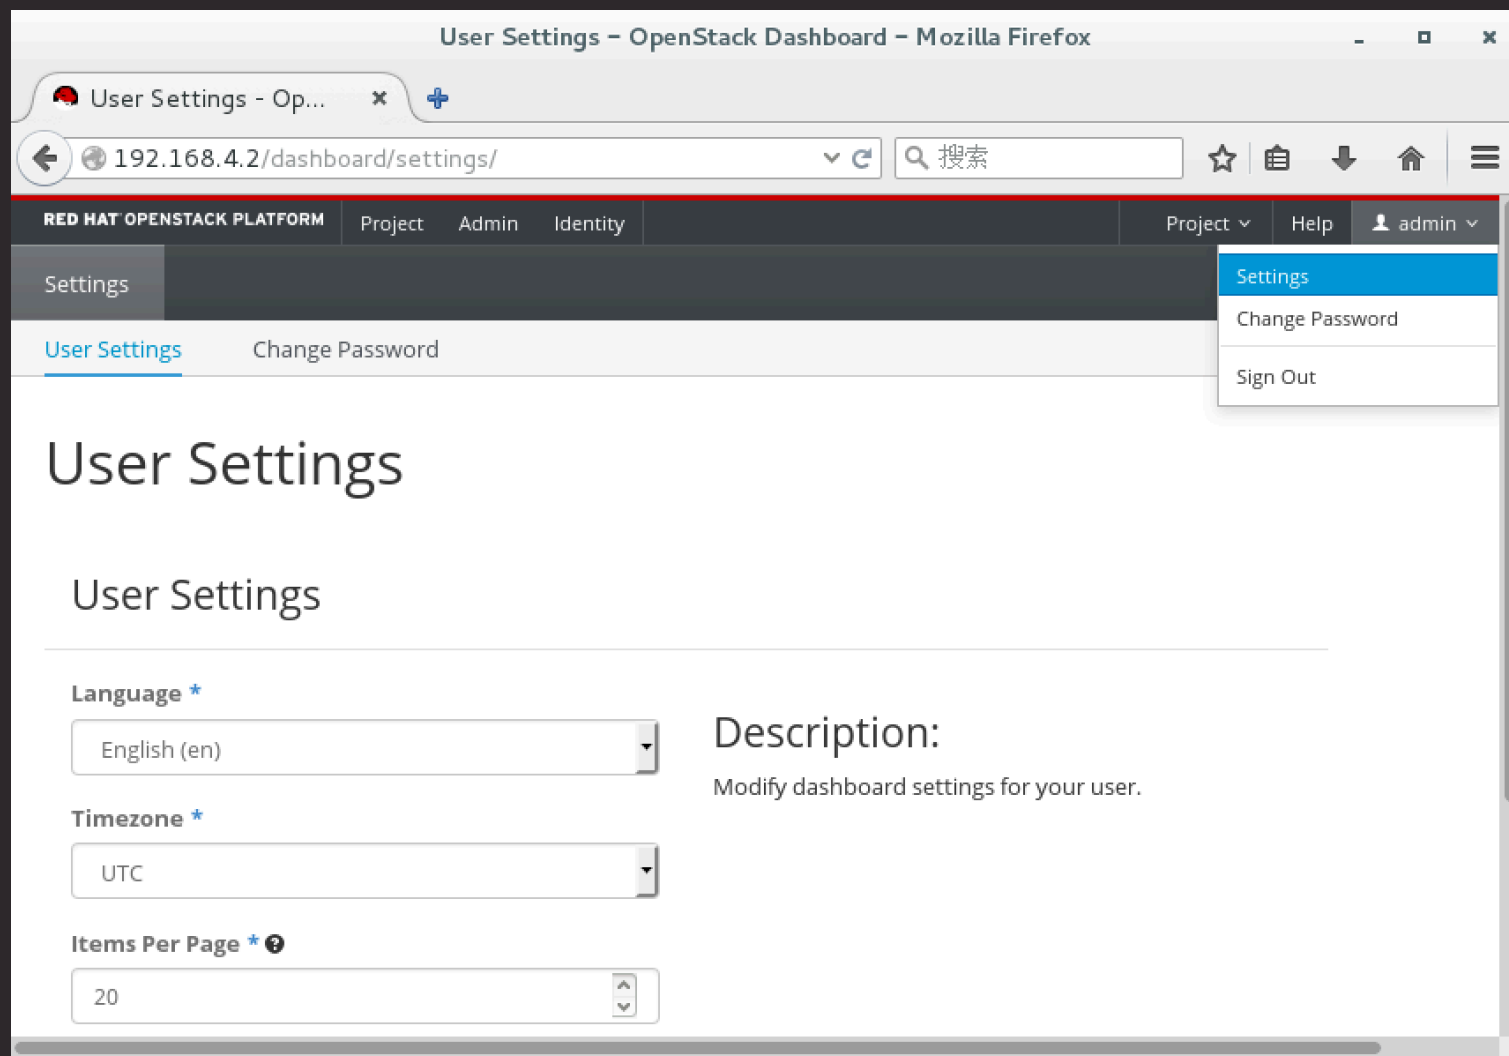 User Settings – OpenStack Dashboard – Mozilla Firefox
User Settings - Op...
192.168.4.2/dashboard/settings/
搜索
RED HAT OPENSTACK PLATFORM Project Admin Identity Project Help admin
Settings
Settings
Change Password
Sign Out
User Settings Change Password
User Settings
User Settings
Language *
English (en)
Description:
Modify dashboard settings for your user.
Timezone *
UTC
Items Per Page *
20